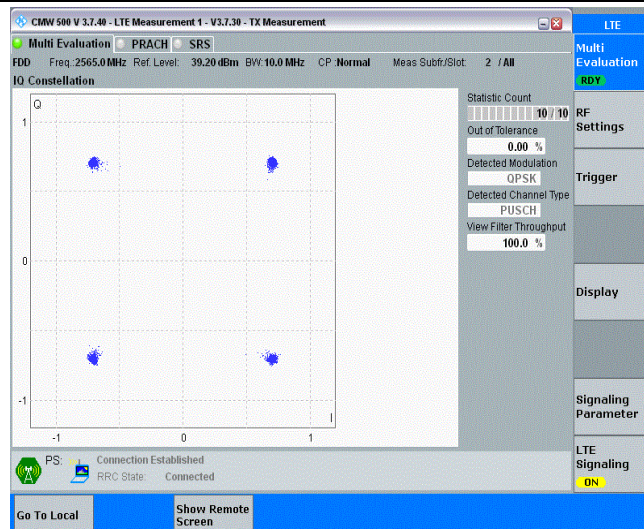 CMW 500 V 3.7.40 - LTE Measurement 1 - V3.7.30 - TX Measurement
LTE
Multi Evaluation PRACH SRS
Multi
Evaluation
RDY
FDD Freq.:2565.0 MHz Ref. Level: 39.20 dBm BW:10.0 MHz CP :Normal Meas Subfr/Slot: 2 / All
IQ Constellation
Q
1
0
-1
-1 0 1
I
Statistic Count
10 / 10
Out of Tolerance
0.00 %
Detected Modulation
QPSK
Detected Channel Type
PUSCH
View Filter Throughput
100.0 %
RF
Settings
Trigger
Display
Signaling
Parameter
LTE
Signaling
ON
PS: Connection Established
RRC State: Connected
Go To Local
Show Remote
Screen